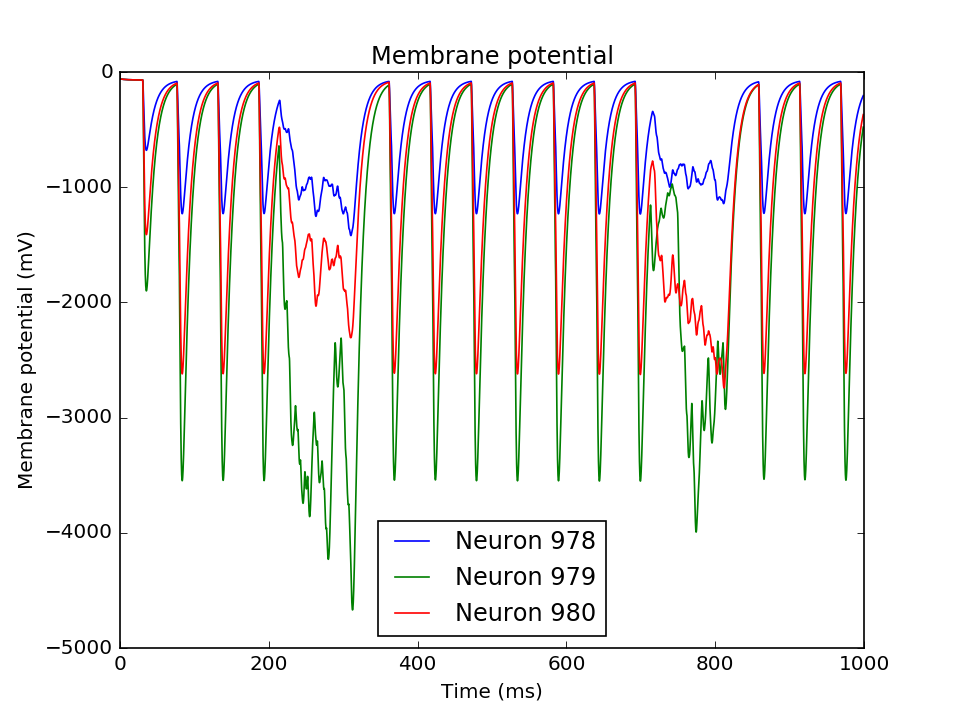 Membrane potential
0
−1000
−2000
−3000
−4000
−5000
Membrane potential (mV)
Neuron 978
Neuron 979
Neuron 980
0 200 400 600 800 1000
Time (ms)